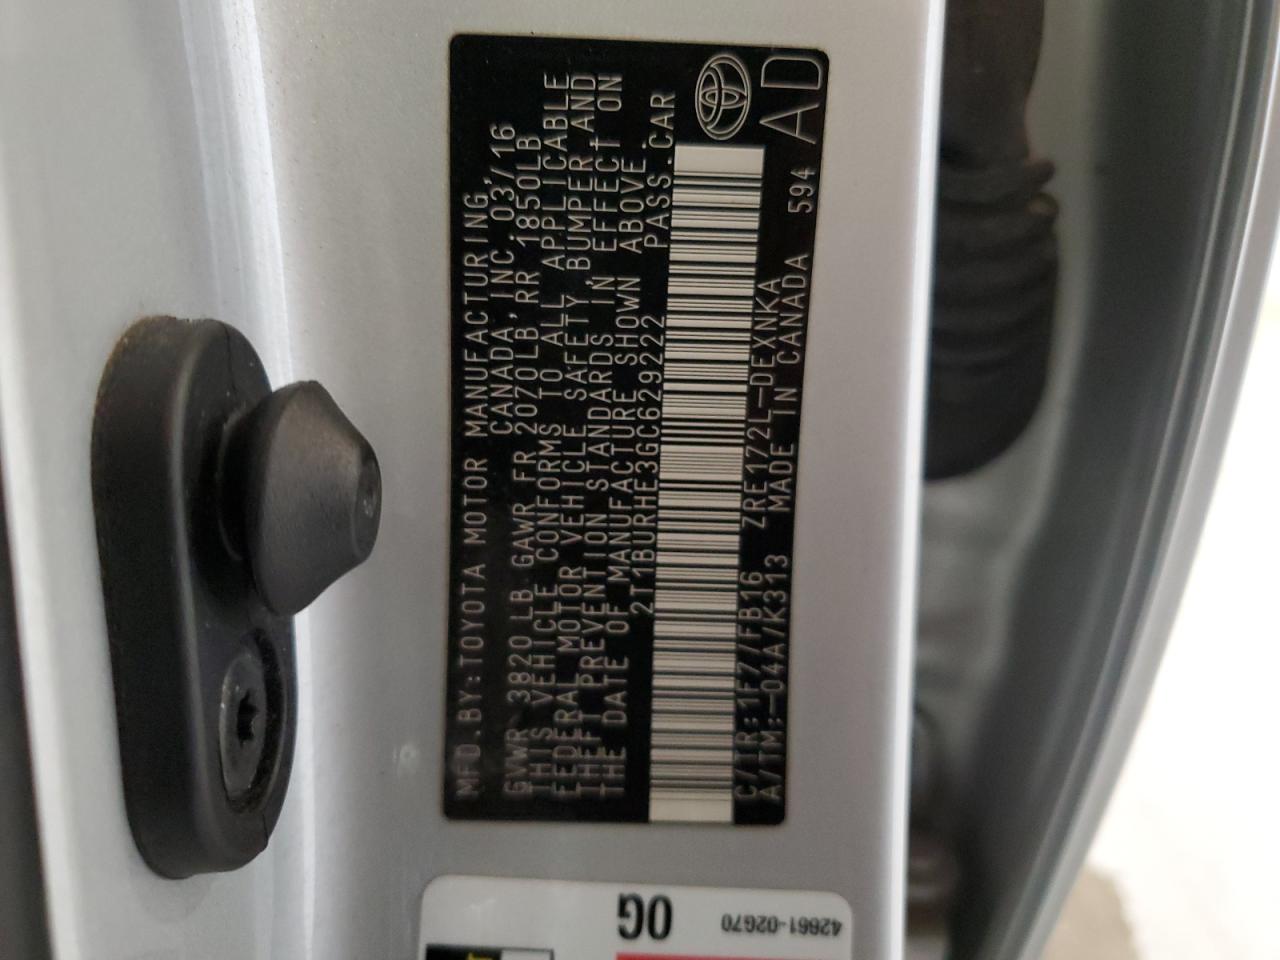 MFD.BY:TOYOTA MOTOR MANUFACTURING,
CANADA,INC. 03/16
GVWR 3820 LB GAWR FR 2070LB,RR 1850LB
THIS VEHICLE CONFORMS TO ALL APPLICABLE
FEDERAL MOTOR VEHICLE SAFETY,BUMPER,AND
THEFT PREVENTION STANDARDS IN EFFECT ON
THE DATE OF MANUFACTURE SHOWN ABOVE.
2T1BURHE3GC629222 PASS.CAR
C/TR:1F7/FB16 ZRE172L-DEXNKA
A/TM:-04A/K313 MADE IN CANADA 594
AD
42661-02G70
0G